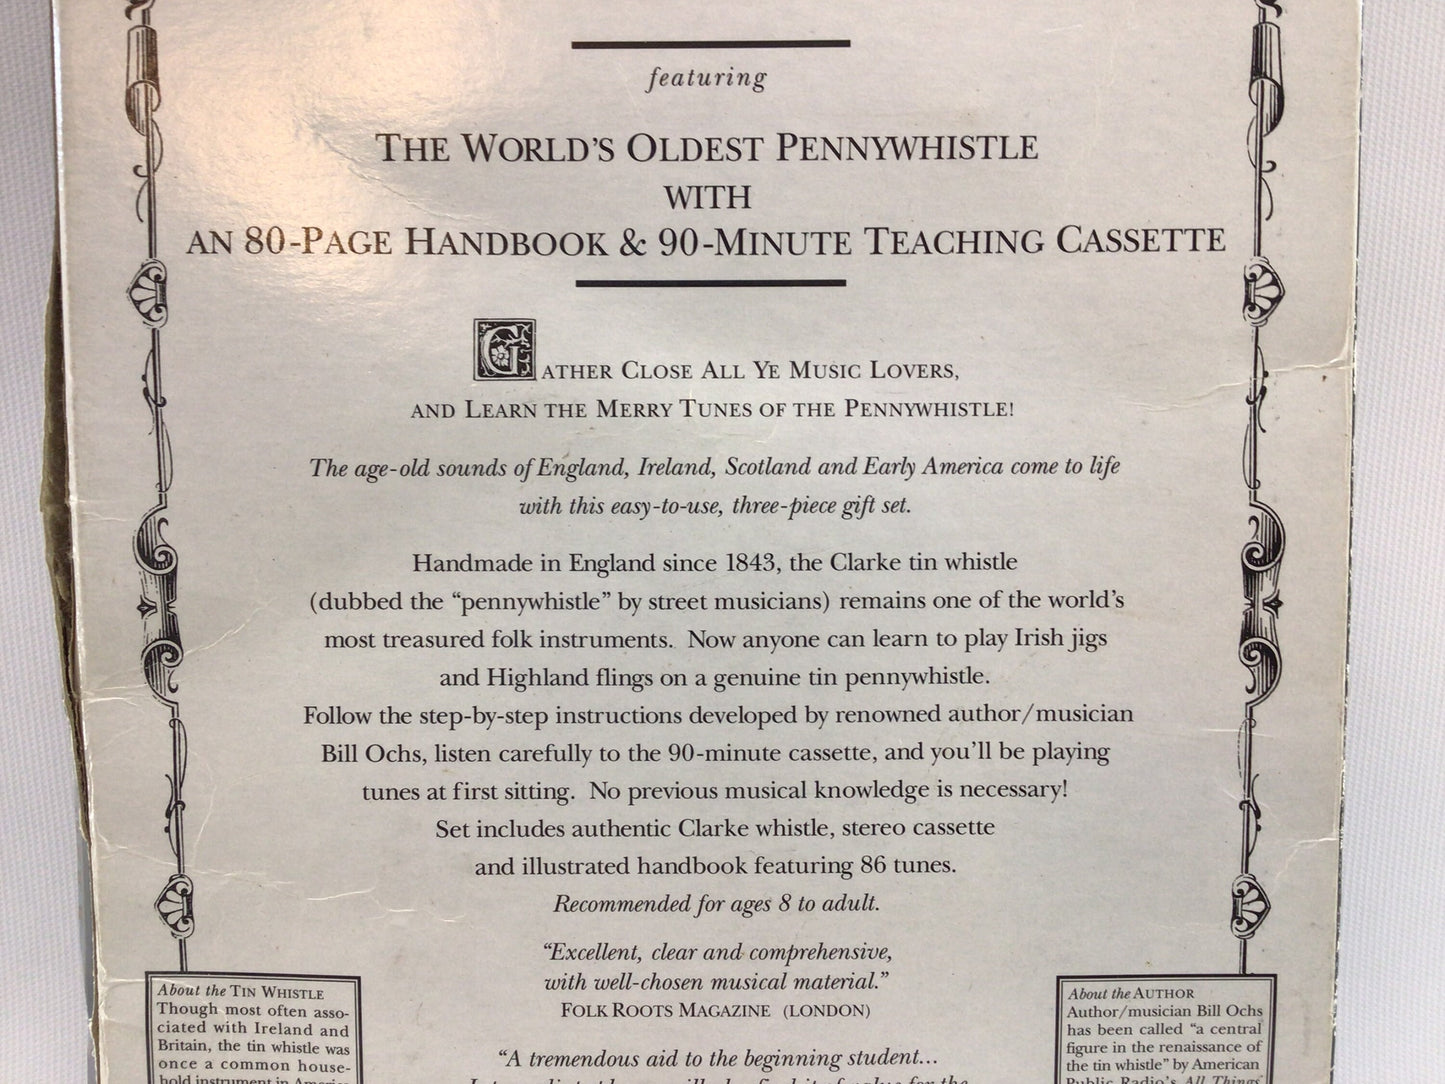 featuring
THE WORLD'S OLDEST PENNYWHISTLE
WITH
AN 80-PAGE HANDBOOK & 90-MINUTE TEACHING CASSETTE
GATHER CLOSE ALL YE MUSIC LOVERS,
AND LEARN THE MERRY TUNES OF THE PENNYWHISTLE!
The age-old sounds of England, Ireland, Scotland and Early America come to life
with this easy-to-use, three-piece gift set.
Handmade in England since 1843, the Clarke tin whistle
(dubbed the “pennywhistle” by street musicians) remains one of the world's
most treasured folk instruments. Now anyone can learn to play Irish jigs
and Highland flings on a genuine tin pennywhistle.
Follow the step-by-step instructions developed by renowned author/musician
Bill Ochs, listen carefully to the 90-minute cassette, and you'll be playing
tunes at first sitting. No previous musical knowledge is necessary!
Set includes authentic Clarke whistle, stereo cassette
and illustrated handbook featuring 86 tunes.
Recommended for ages 8 to adult.
“Excellent, clear and comprehensive,
with well-chosen musical material.”
FOLK ROOTS MAGAZINE (LONDON)
“A tremendous aid to the beginning student...
About the TIN WHISTLE
Though most often asso-
ciated with Ireland and
Britain, the tin whistle was
once a common house-
hold instrument in
About the AUTHOR
Author/musician Bill Ochs
has been called “a central
figure in the renaissance of
the tin whistle” by American
Public Radio's All Things